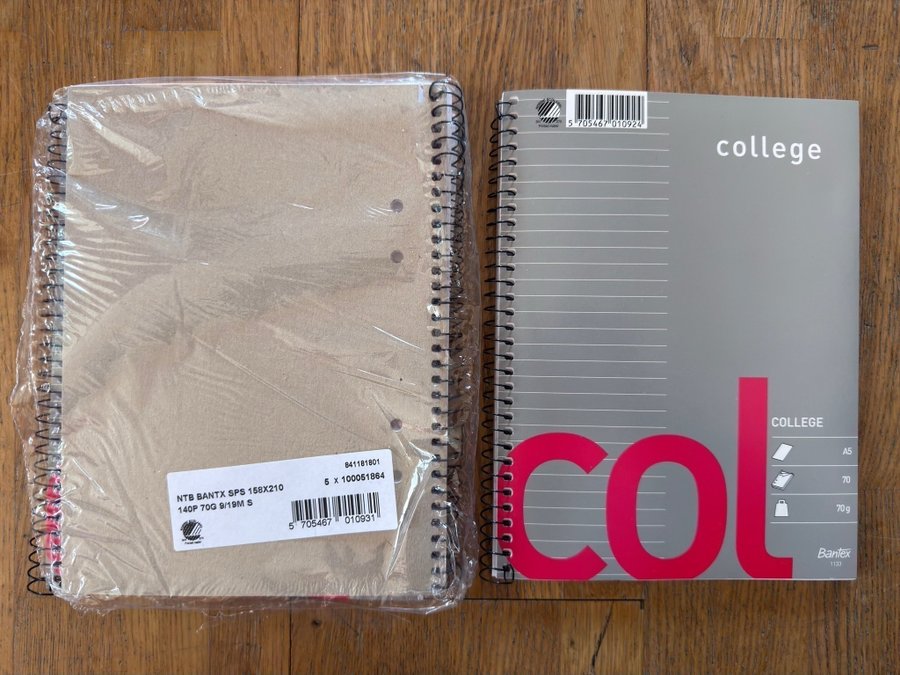 841181801
NTB BANTX SPS 158X210
5 X 100051864
140P 70G 9/19M S
5 705467 010931
5 705467 010924
college
col
COLLEGE
A5
70
70 g
Bantex
1133